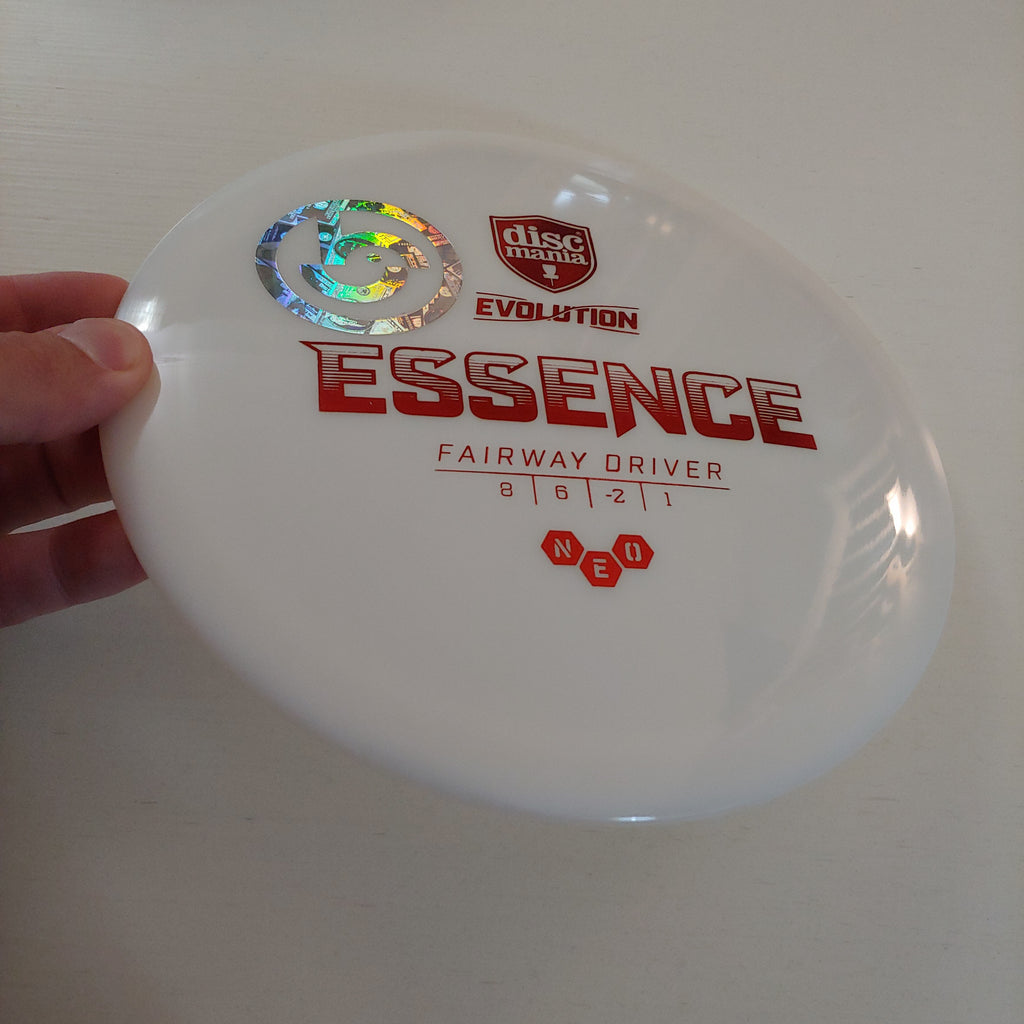 disc
mania
EVOLUTION
ESSENCE
FAIRWAY DRIVER
8 | 6 | -2 | 1
NEO